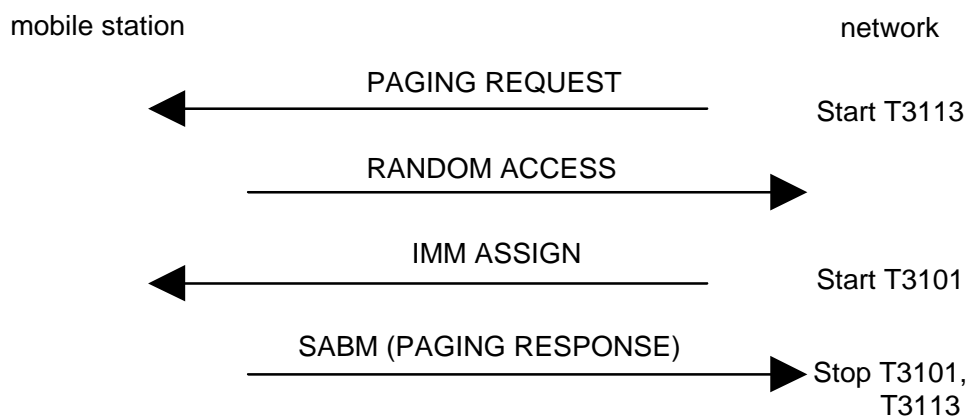 mobile station
network
PAGING REQUEST
Start T3113
RANDOM ACCESS
IMM ASSIGN
Start T3101
SABM (PAGING RESPONSE)
Stop T3101,
T3113